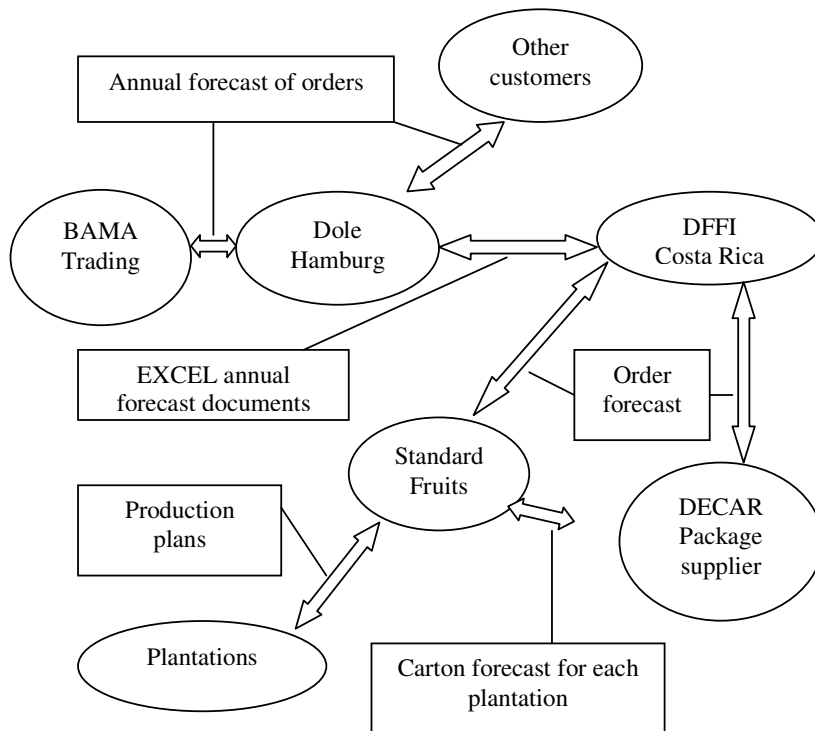 Other
customers
Annual forecast of orders
BAMA
Trading
Dole
Hamburg
DFFI
Costa Rica
EXCEL annual
forecast documents
Order
forecast
Standard
Fruits
Production
plans
DECAR
Package
supplier
Plantations
Carton forecast for each
plantation